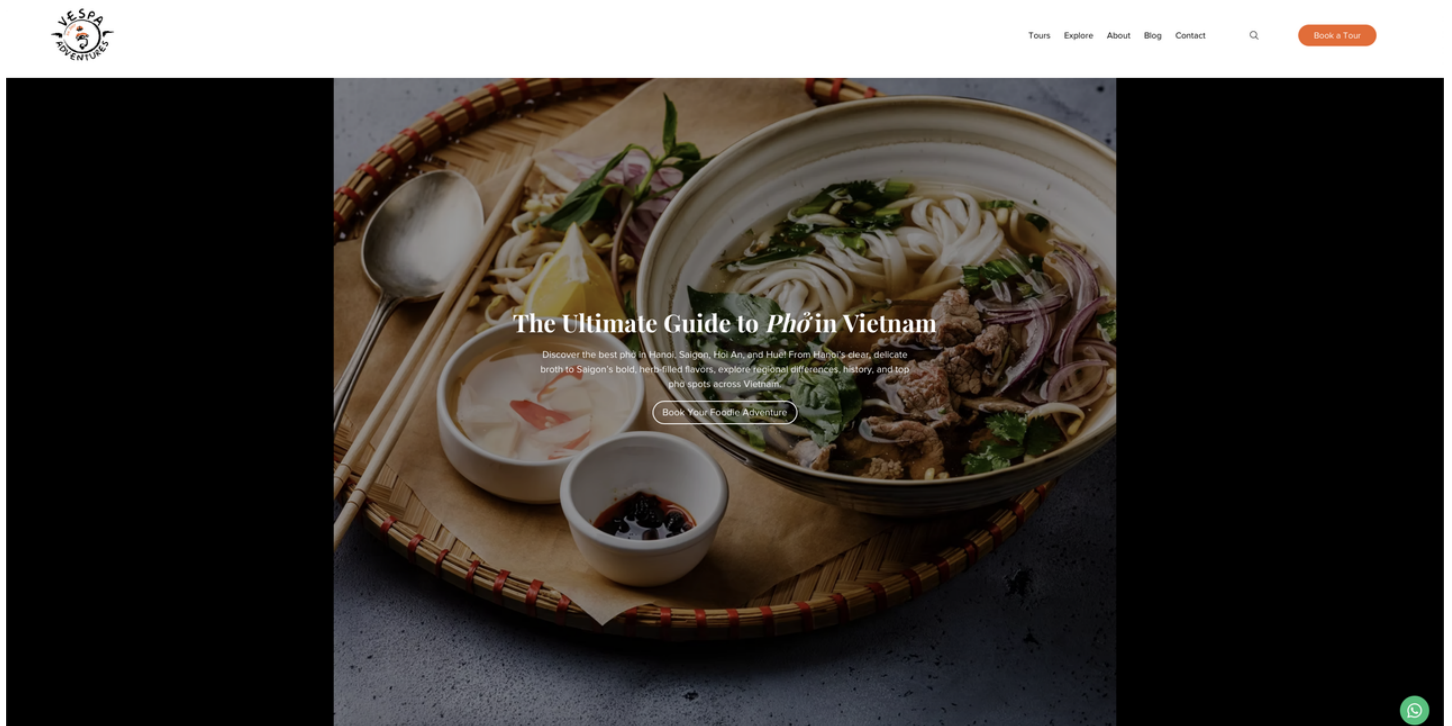 VESPA
ADVENTURES
Tours
Explore
About
Blog
Contact
Book a Tour
The Ultimate Guide to Phở in Vietnam
Discover the best phở in Hanoi, Saigon, Hoi An, and Hue! From Hanoi's clear, delicate
broth to Saigon's bold, herb-filled flavors, explore regional differences, history, and top
pho spots across Vietnam.
Book Your Foodie Adventure